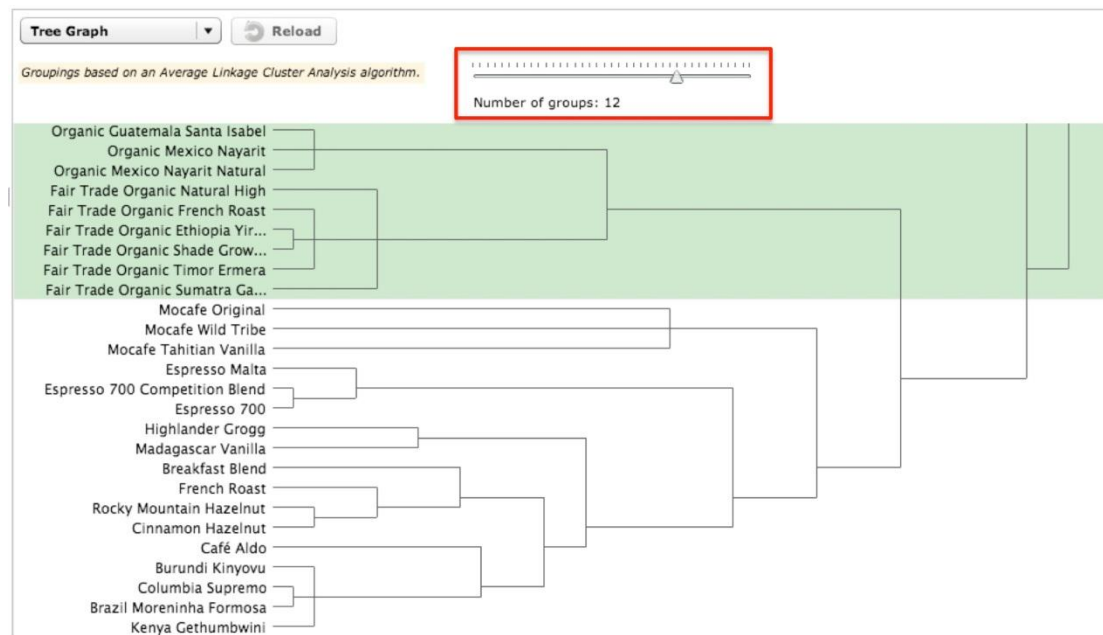 Tree Graph
Reload
Groupings based on an Average Linkage Cluster Analysis algorithm.
Number of groups: 12
Organic Guatemala Santa Isabel
Organic Mexico Nayarit
Organic Mexico Nayarit Natural
Fair Trade Organic Natural High
Fair Trade Organic French Roast
Fair Trade Organic Ethiopia Yir...
Fair Trade Organic Shade Grow...
Fair Trade Organic Timor Ermera
Fair Trade Organic Sumatra Ga...
Mocafe Original
Mocafe Wild Tribe
Mocafe Tahitian Vanilla
Espresso Malta
Espresso 700 Competition Blend
Espresso 700
Highlander Grogg
Madagascar Vanilla
Breakfast Blend
French Roast
Rocky Mountain Hazelnut
Cinnamon Hazelnut
Café Aldo
Burundi Kinyovu
Columbia Supremo
Brazil Moreninha Formosa
Kenya Gethumbwini